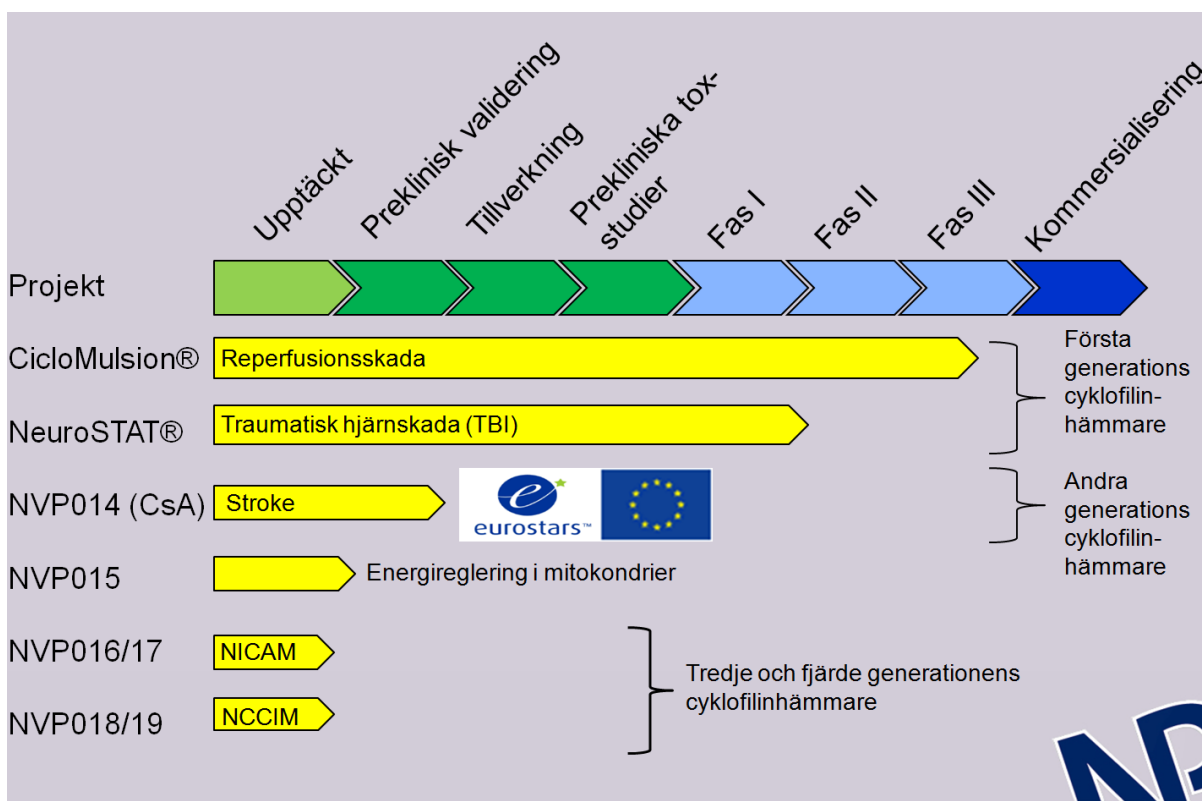 Upptäckt
Preklinisk validering
Tillverkning
Prekliniska tox-
studier
Fas I
Fas II
Fas III
Kommersialisering
Projekt
CicloMulsion®
Reperfusionsskada
Första
generations
cyklofilin-
hämmare
NeuroSTAT®
Traumatisk hjärnskada (TBI)
NVP014 (CsA)
Stroke
e
eurostars™
Andra
generations
cyklofilin-
hämmare
NVP015
Energireglering i mitokondrier
NVP016/17
NICAM
Tredje och fjärde generationens
cyklofilinhämmare
NVP018/19
NCCIM